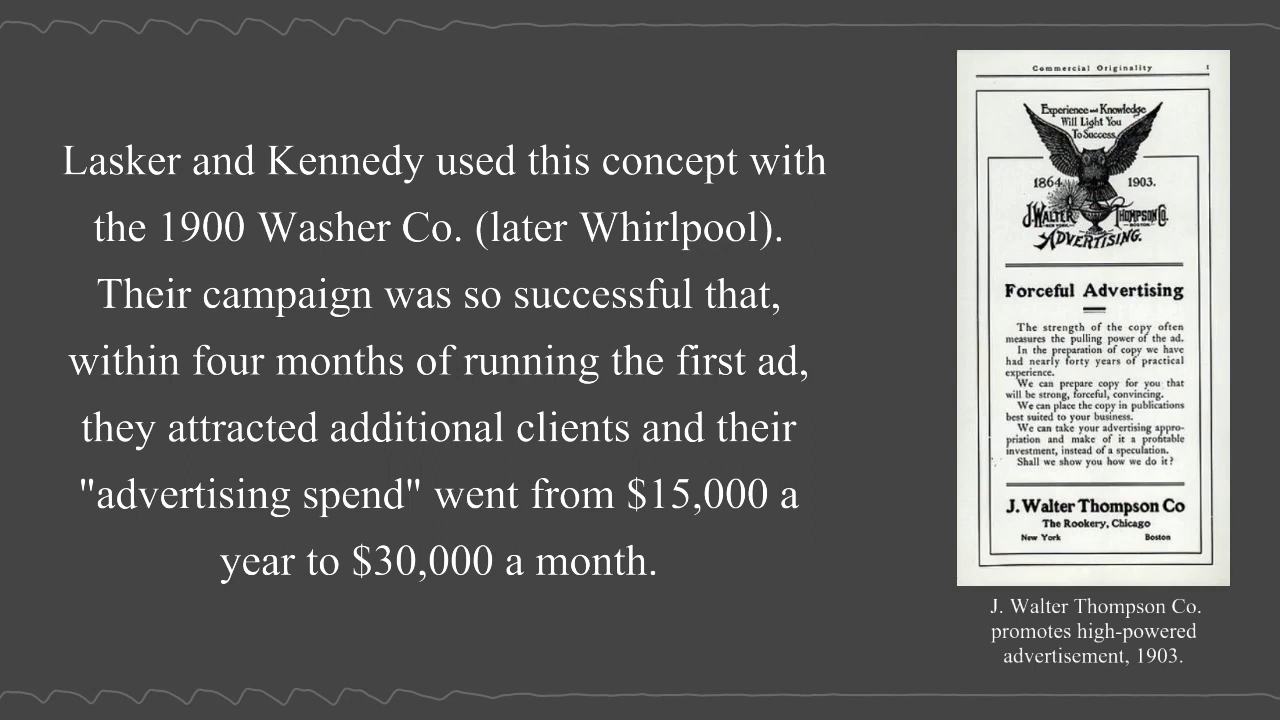 Lasker and Kennedy used this concept with
the 1900 Washer Co. (later Whirlpool).
Their campaign was so successful that,
within four months of running the first ad,
they attracted additional clients and their
"advertising spend" went from $15,000 a
year to $30,000 a month.
Commercial Originality 1
Experience and Knowledge
Will Light You
To Success.
1864 1903.
J. Walter Thompson Co.
NEW YORK. BOSTON.
ADVERTISING.
Forceful Advertising
The strength of the copy often
measures the pulling power of the ad.
In the preparation of copy we have
had nearly forty years of practical
experience.
We can prepare copy for you that
will be strong, forceful, convincing.
We can place the copy in publications
best suited to your business.
We can take your advertising appro-
priation and make of it a profitable
investment, instead of a speculation.
Shall we show you how we do it?
J. Walter Thompson Co
The Rookery, Chicago
New York Boston
J. Walter Thompson Co.
promotes high-powered
advertisement, 1903.